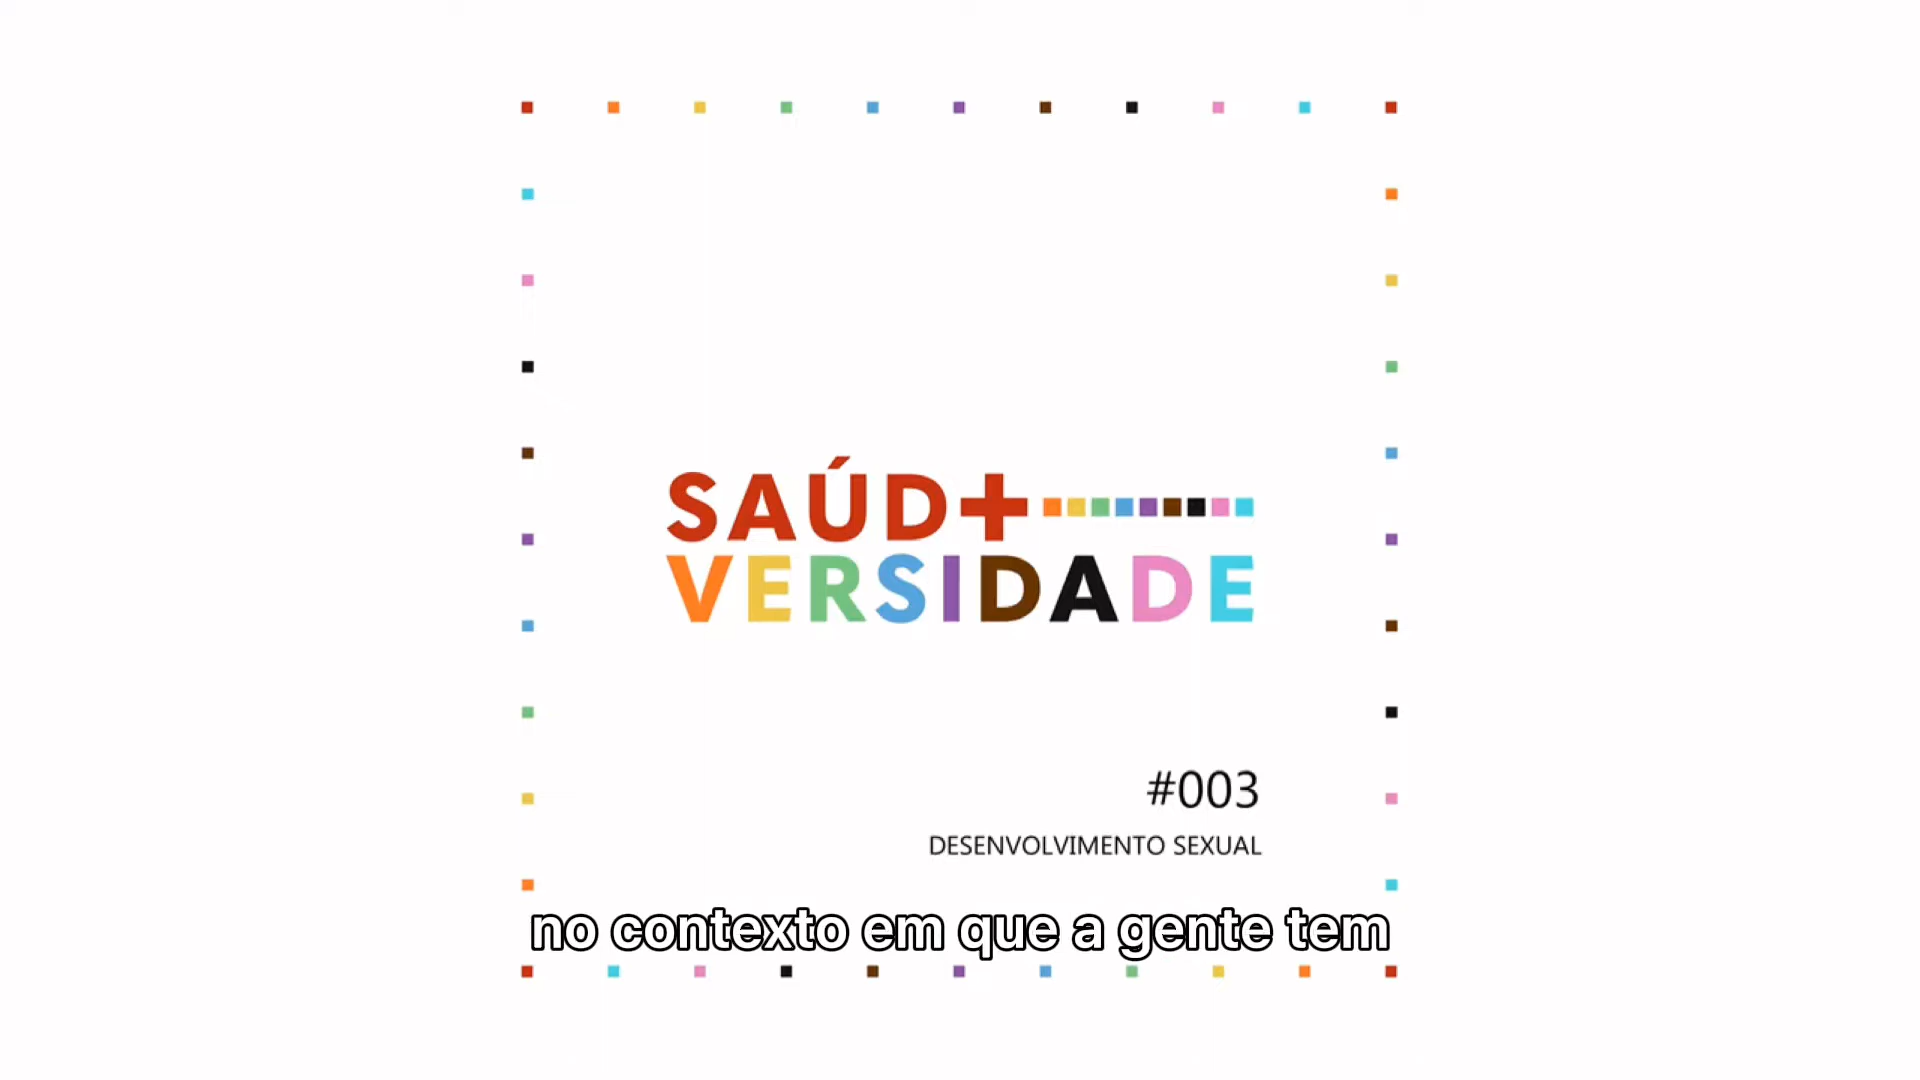 SAÚD+
VERSIDADE
#003
DESENVOLVIMENTO SEXUAL
no contexto em que a gente tem